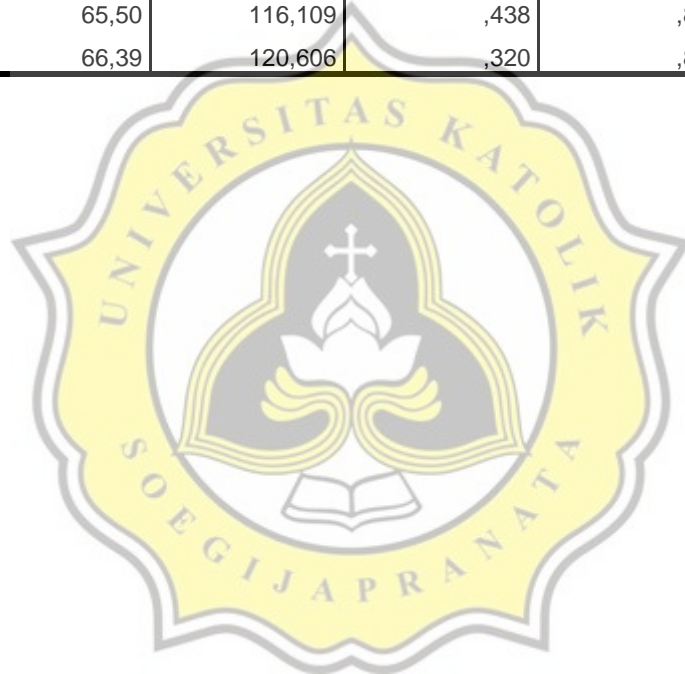 65,50 116,109 ,438
66,39 120,606 ,320
UNIVERSITAS KATOLIK
SOEGIJAPRANATA